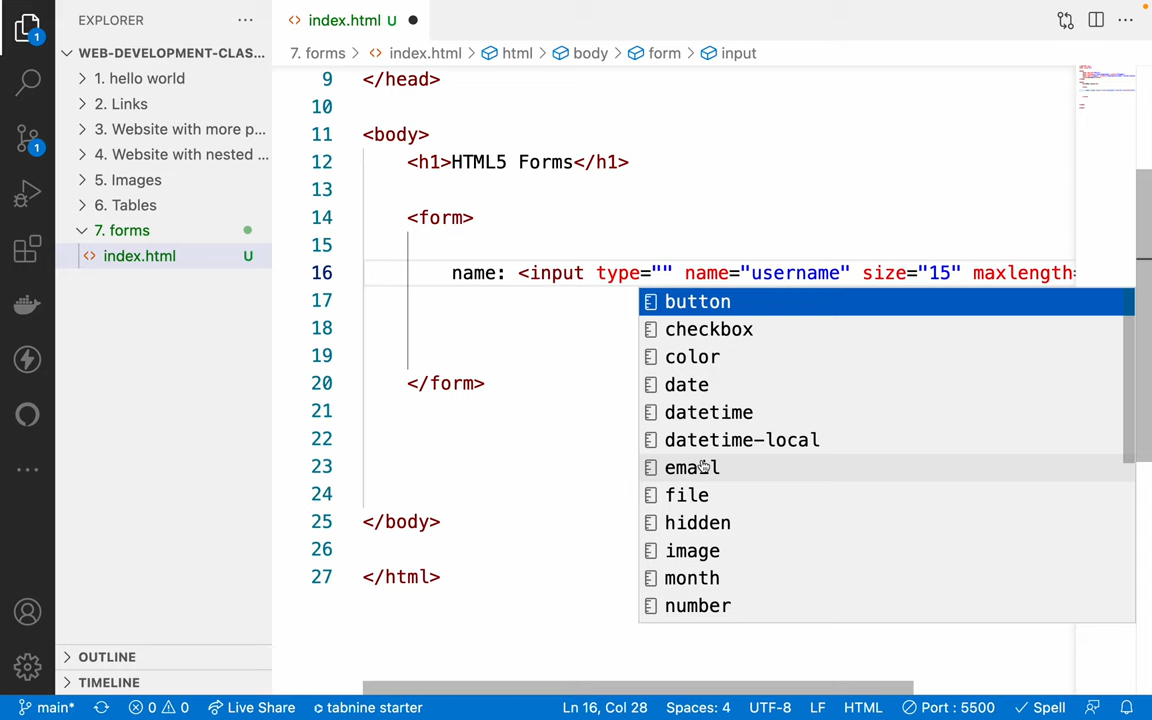 EXPLORER
index.html U
WEB-DEVELOPMENT-CLAS...
1. hello world
2. Links
3. Website with more p...
4. Website with nested ...
5. Images
6. Tables
7. forms
index.html U
1
1
7. forms > index.html > html > body > form > input
9 </head>
10
11 <body>
12 <h1>HTML5 Forms</h1>
13
14 <form>
15
16 name: <input type="" name="username" size="15" maxlength=
17
18
19
20 </form>
21
22
23
24
25 </body>
26
27 </html>
button
checkbox
color
date
datetime
datetime-local
email
file
hidden
image
month
number
OUTLINE
TIMELINE
main* 0 0 Live Share tabnine starter Ln 16, Col 28 Spaces: 4 UTF-8 LF HTML Port : 5500 Spell